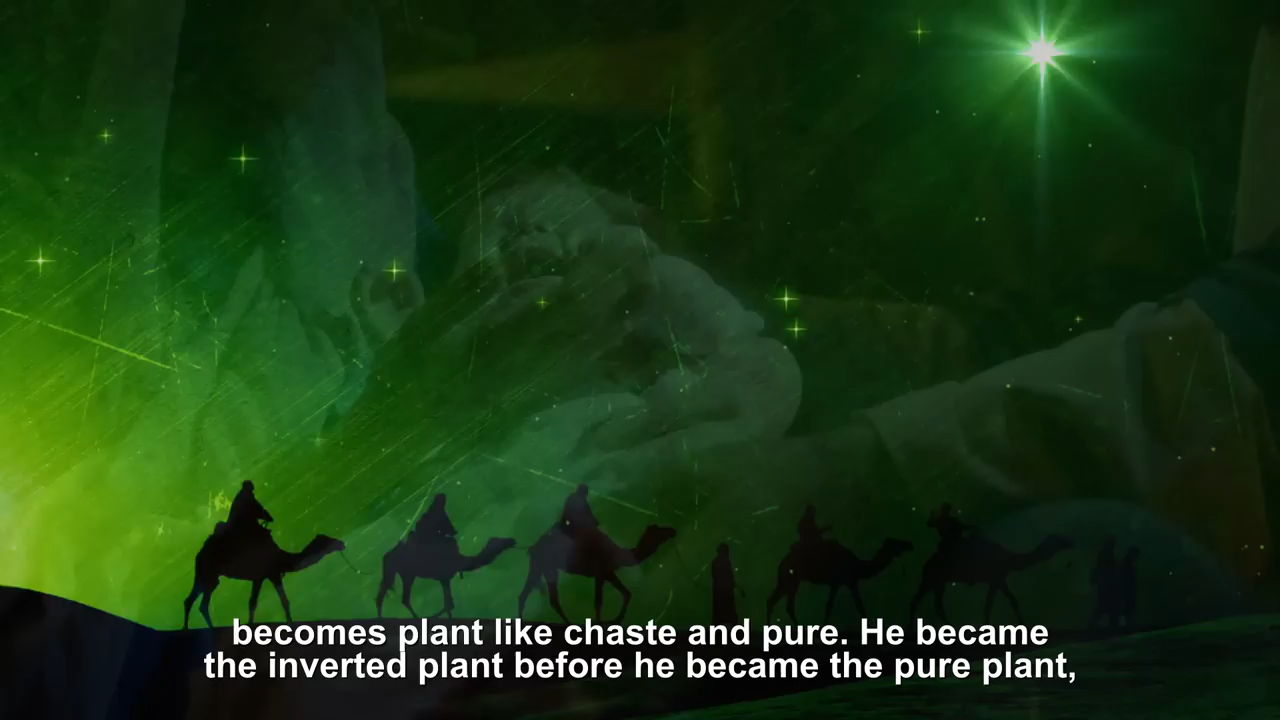 becomes plant like chaste and pure. He became
the inverted plant before he became the pure plant,